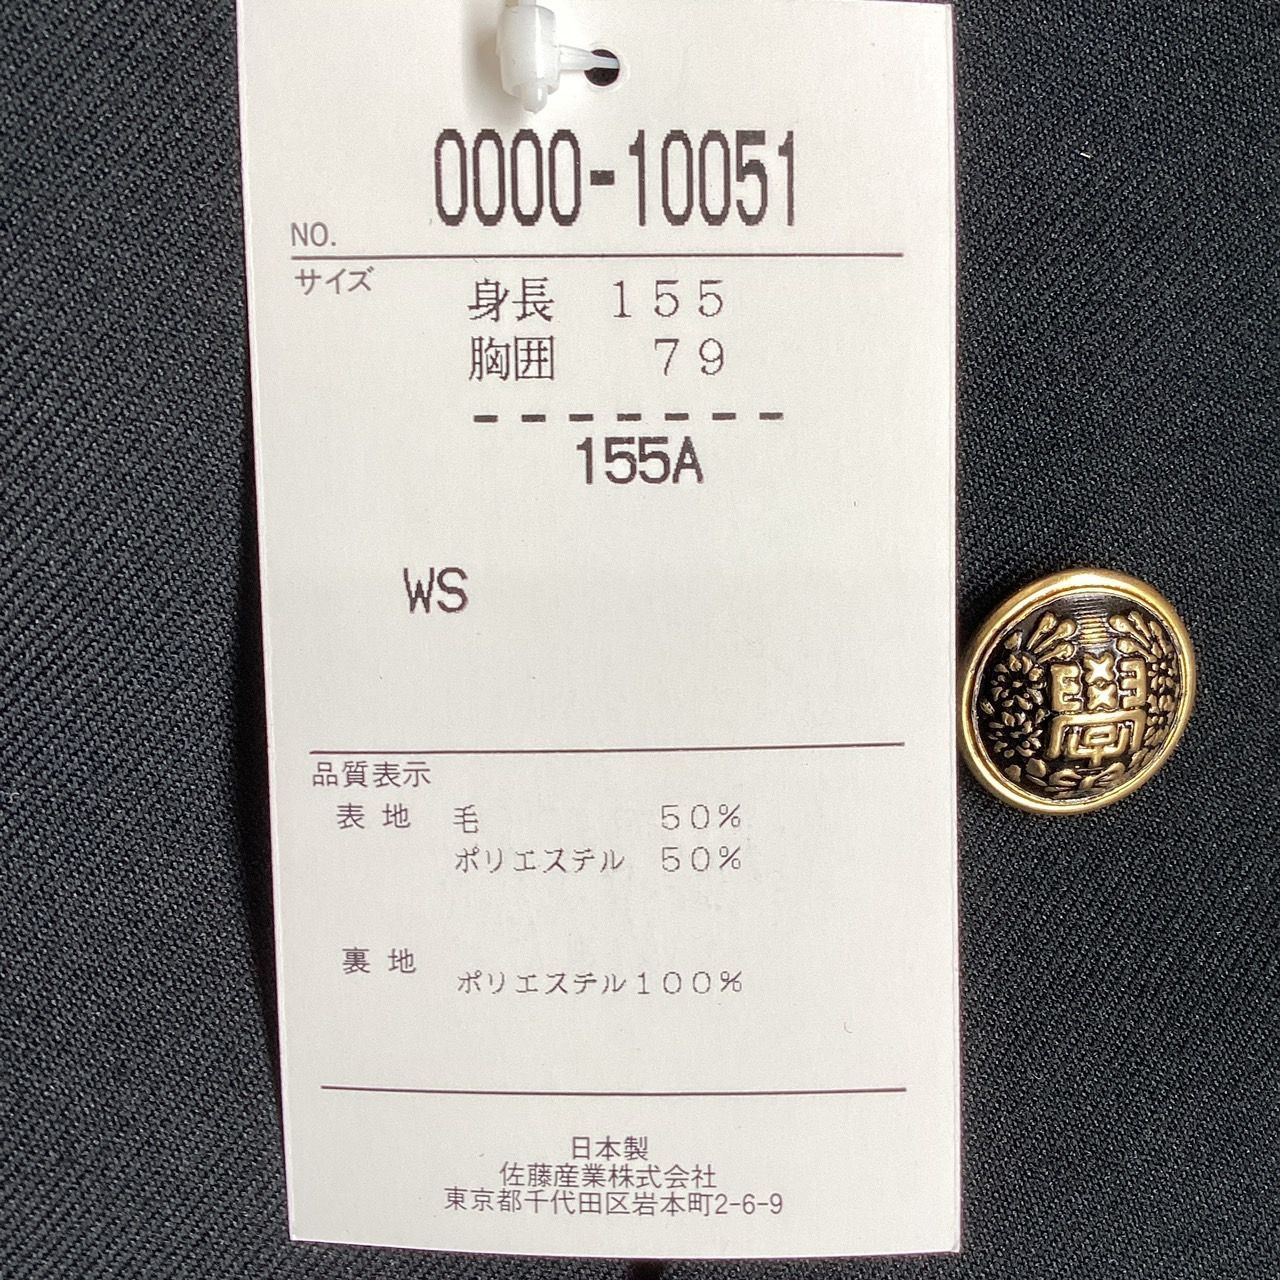 0000-10051
NO.
サイズ
身長 155
胸囲 79
-------
155A
WS
品質表示
表地 毛 50%
ポリエステル 50%
裏地
ポリエステル100%
日本製
佐藤産業株式会社
東京都千代田区岩本町2-6-9
學